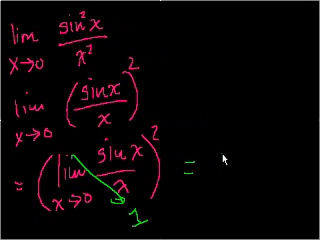 lim sin²x / x²
x→0
lim (sinx / x)²
x→0
= (lim sinx / x)² =
x→0
1